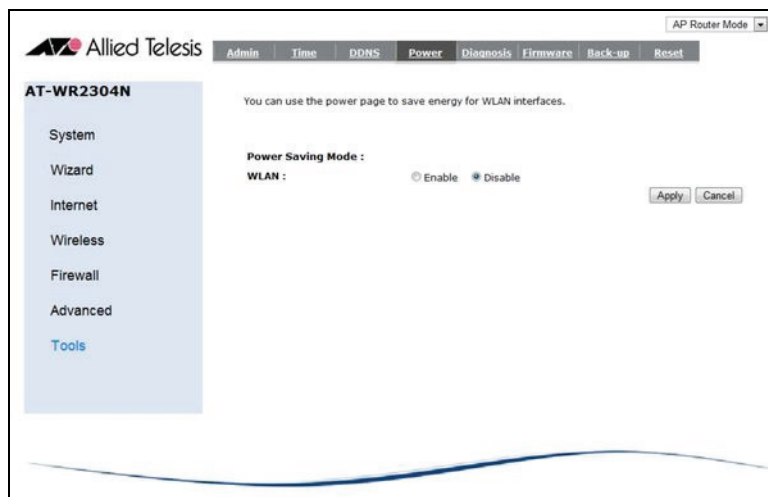 AP Router Mode
Allied Telesis
Admin Time DDNS Power Diagnosis Firmware Back-up Reset
AT-WR2304N
System
Wizard
Internet
Wireless
Firewall
Advanced
Tools
You can use the power page to save energy for WLAN interfaces.
Power Saving Mode :
WLAN : Enable Disable
Apply Cancel